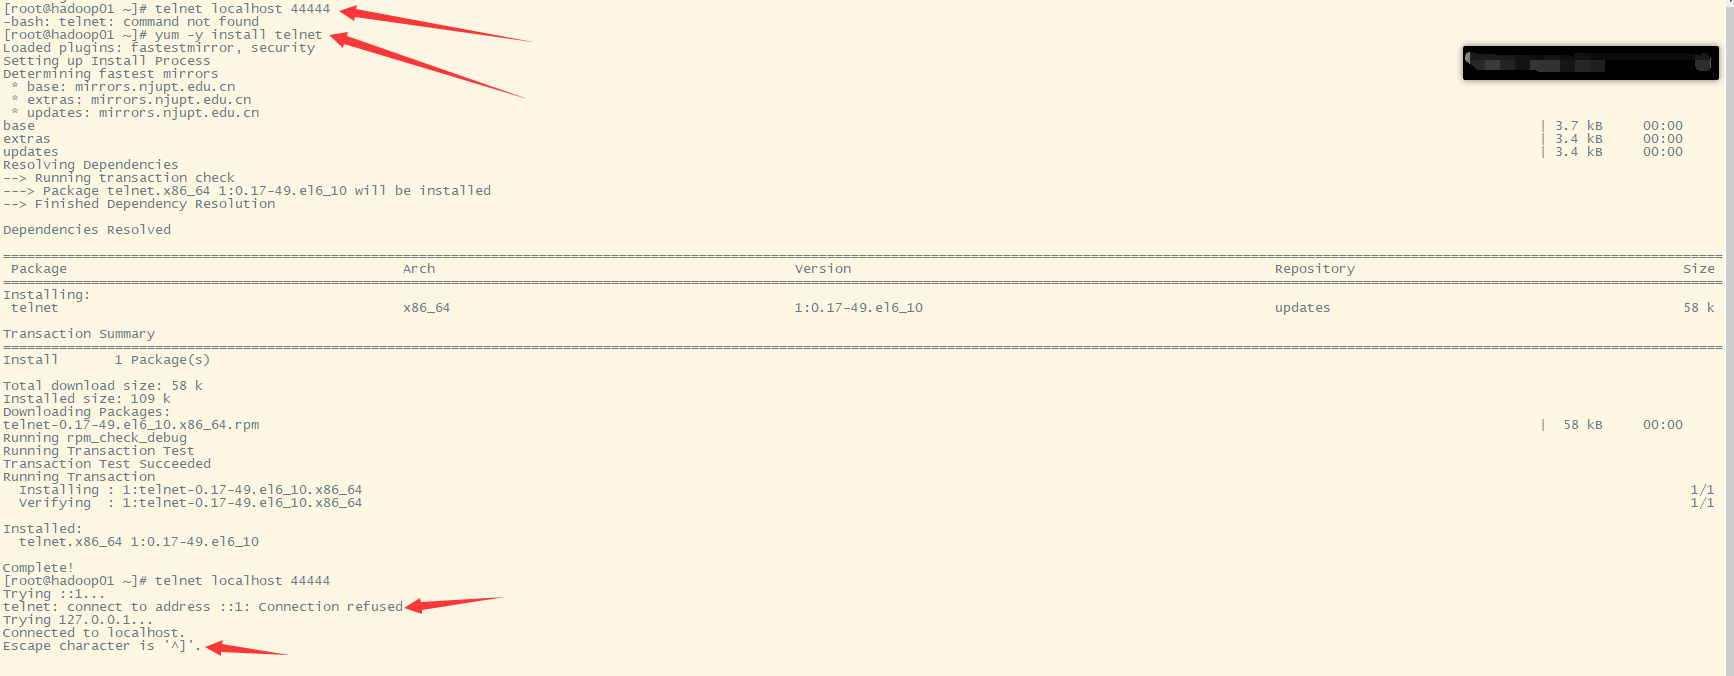 [root@hadoop01 ~]# telnet localhost 44444
-bash: telnet: command not found
[root@hadoop01 ~]# yum -y install telnet
Loaded plugins: fastestmirror, security
Setting up Install Process
Determining fastest mirrors
 * base: mirrors.njupt.edu.cn
 * extras: mirrors.njupt.edu.cn
 * updates: mirrors.njupt.edu.cn
base | 3.7 kB 00:00
extras | 3.4 kB 00:00
updates | 3.4 kB 00:00
Resolving Dependencies
--> Running transaction check
---> Package telnet.x86_64 1:0.17-49.el6_10 will be installed
--> Finished Dependency Resolution
Dependencies Resolved
Package Arch Version Repository Size
Installing:
 telnet x86_64 1:0.17-49.el6_10 updates 58 k
Transaction Summary
Install 1 Package(s)
Total download size: 58 k
Installed size: 109 k
Downloading Packages:
telnet-0.17-49.el6_10.x86_64.rpm | 58 kB 00:00
Running rpm_check_debug
Running Transaction Test
Transaction Test Succeeded
Running Transaction
  Installing : 1:telnet-0.17-49.el6_10.x86_64 1/1
  Verifying  : 1:telnet-0.17-49.el6_10.x86_64 1/1
Installed:
  telnet.x86_64 1:0.17-49.el6_10
Complete!
[root@hadoop01 ~]# telnet localhost 44444
Trying ::1...
telnet: connect to address ::1: Connection refused
Trying 127.0.0.1...
Connected to localhost.
Escape character is '^]'.